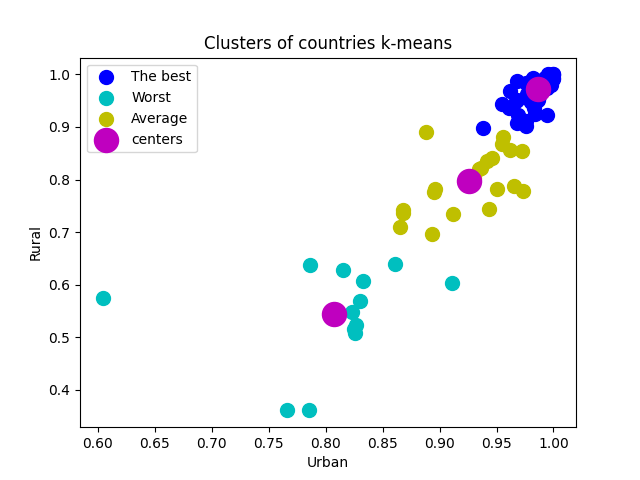 Clusters of countries k-means
The best
Worst
Average
centers
Rural
1.0
0.9
0.8
0.7
0.6
0.5
0.4
0.60 0.65 0.70 0.75 0.80 0.85 0.90 0.95 1.00
Urban